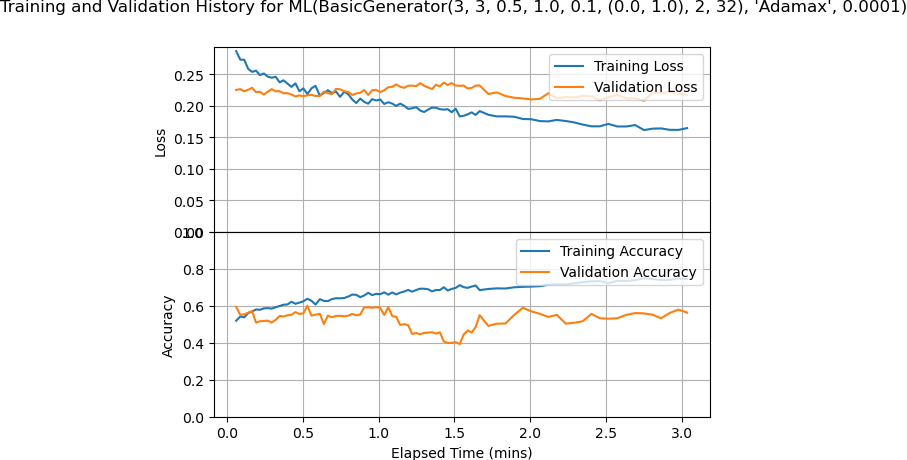 Training and Validation History for ML(BasicGenerator(3, 3, 0.5, 1.0, 0.1, (0.0, 1.0), 2, 32), 'Adamax', 0.0001)
0.25
0.20
0.15
0.10
0.05
0.00
Loss
Training Loss
Validation Loss
1.0
0.8
0.6
0.4
0.2
0.0
Accuracy
Training Accuracy
Validation Accuracy
0.0 0.5 1.0 1.5 2.0 2.5 3.0
Elapsed Time (mins)